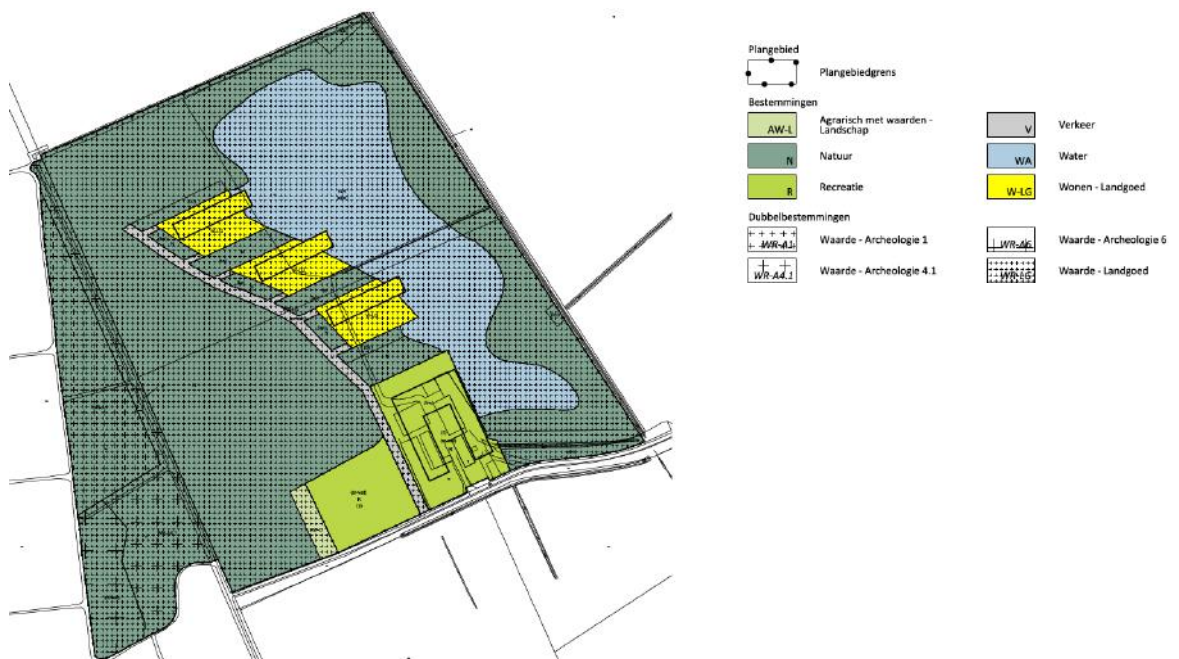 Plangebied
Plangebiedgrens
Bestemmingen
AW-L Agrarisch met waarden - Landschap
V Verkeer
N Natuur
WA Water
R Recreatie
W-LG Wonen - Landgoed
Dubbelbestemmingen
WR-A1 Waarde - Archeologie 1
WR-A6 Waarde - Archeologie 6
WR-A4.1 Waarde - Archeologie 4.1
WR-LG Waarde - Landgoed